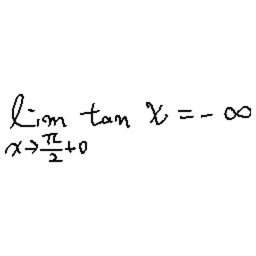 lim tan x = - ∞
x→π/2+0